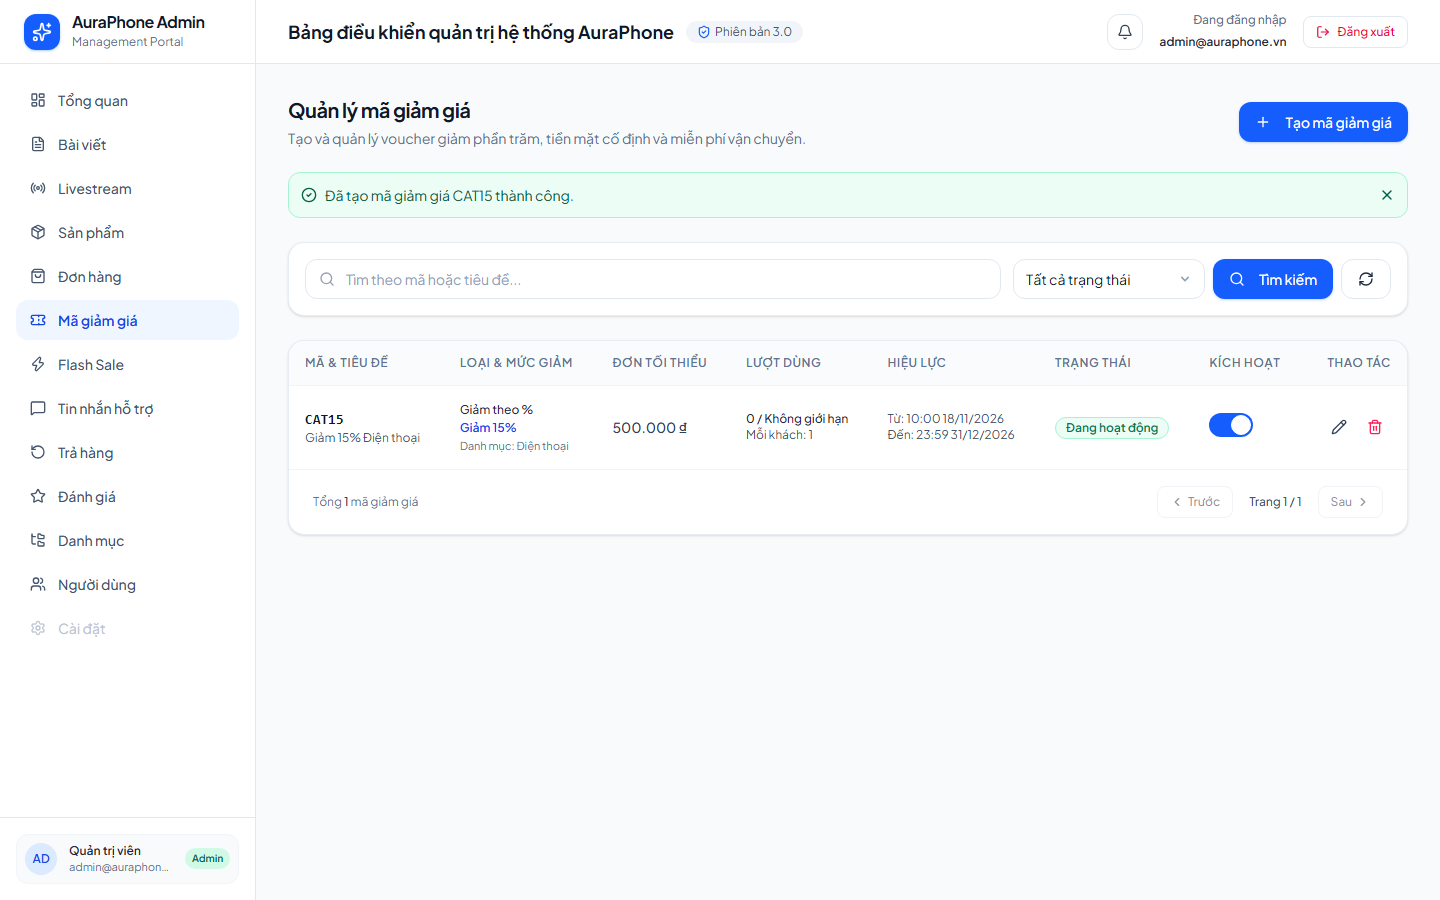 AuraPhone Admin
Management Portal
Bảng điều khiển quản trị hệ thống AuraPhone
Phiên bản 3.0
Đang đăng nhập
admin@auraphone.vn
Đăng xuất
Tổng quan
Bài viết
Livestream
Sản phẩm
Đơn hàng
Mã giảm giá
Flash Sale
Tin nhắn hỗ trợ
Trả hàng
Đánh giá
Danh mục
Người dùng
Cài đặt
AD
Quản trị viên
admin@auraphon...
Admin
Quản lý mã giảm giá
Tạo và quản lý voucher giảm phần trăm, tiền mặt cố định và miễn phí vận chuyển.
Tạo mã giảm giá
Đã tạo mã giảm giá CAT15 thành công.
Tìm theo mã hoặc tiêu đề...
Tất cả trạng thái
Tìm kiếm
MÃ & TIÊU ĐỀ LOẠI & MỨC GIẢM ĐƠN TỐI THIỂU LƯỢT DÙNG HIỆU LỰC TRẠNG THÁI KÍCH HOẠT THAO TÁC
CAT15
Giảm 15% Điện thoại
Giảm theo %
Giảm 15%
Danh mục: Điện thoại
500.000 ₫
0 / Không giới hạn
Mỗi khách: 1
Từ: 10:00 18/11/2026
Đến: 23:59 31/12/2026
Đang hoạt động
Tổng 1 mã giảm giá
Trước
Trang 1 / 1
Sau